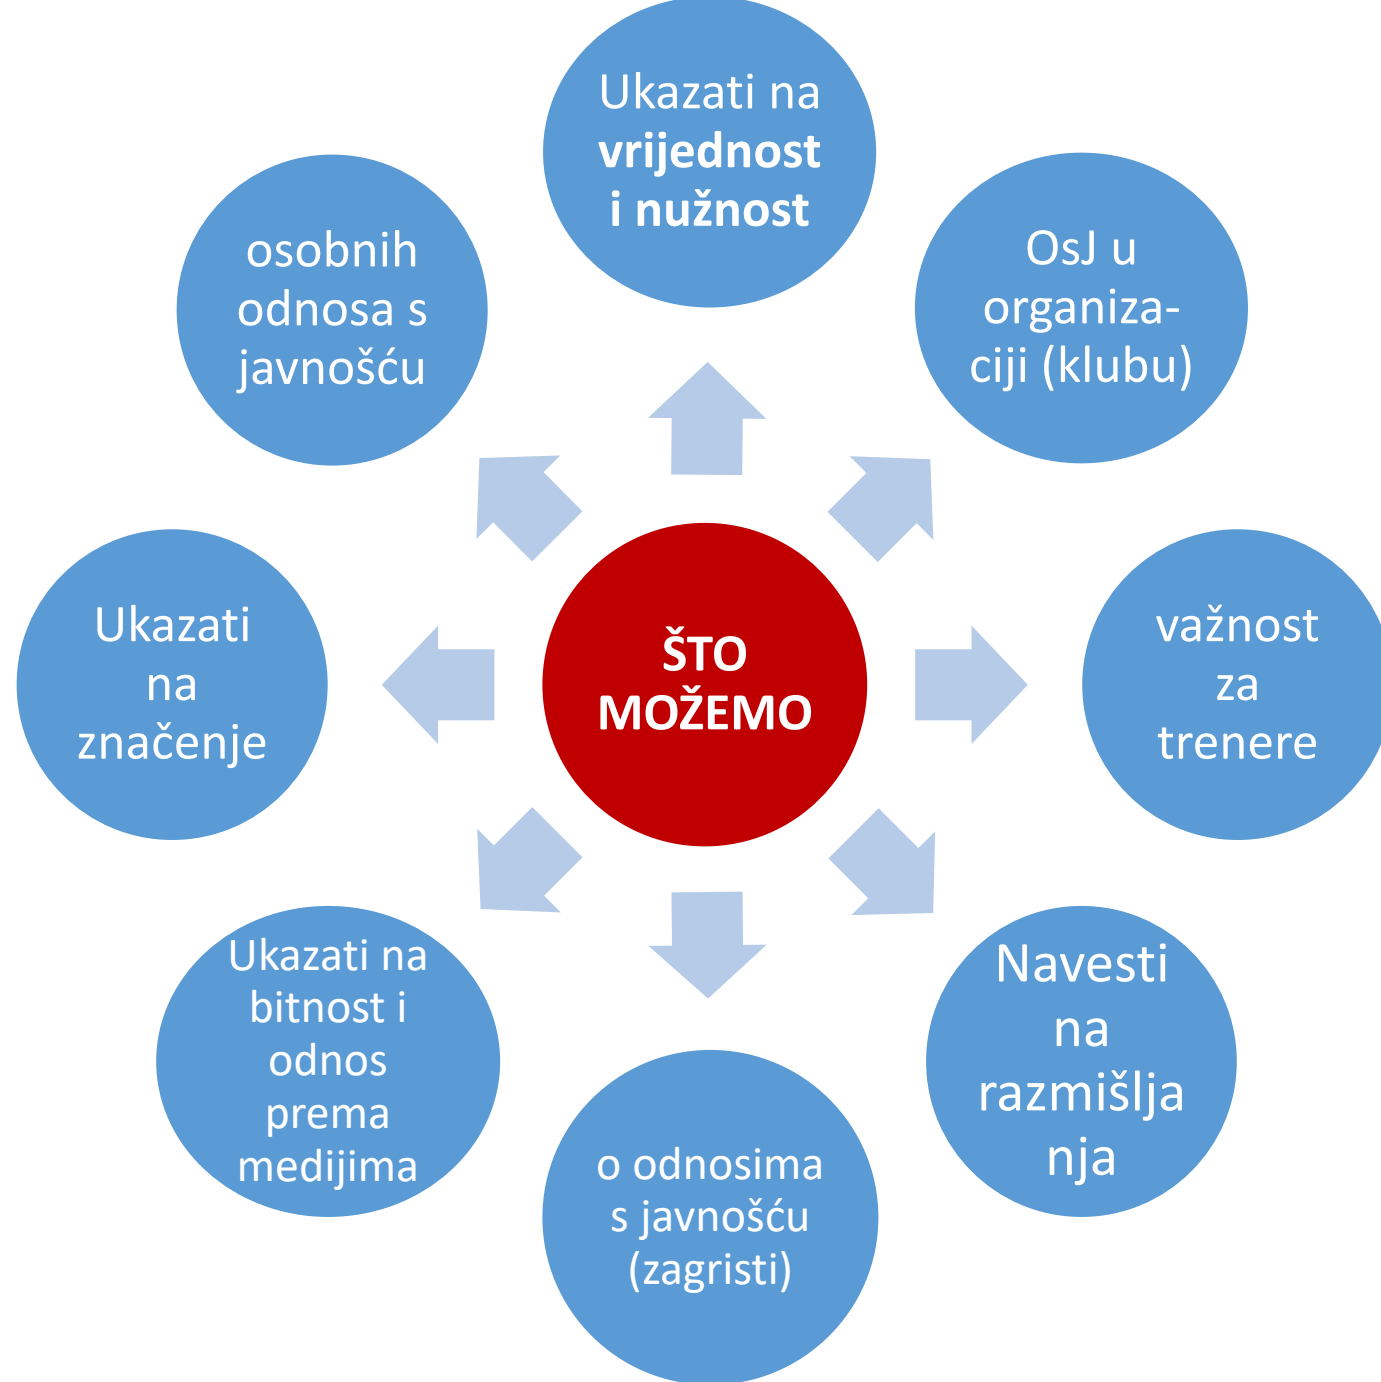 Ukazati na
vrijednost
i nužnost
OsJ u
organiza-
ciji (klubu)
važnost
za
trenere
Navesti
na
razmišlja
nja
o odnosima
s javnošću
(zagristi)
Ukazati na
bitnost i
odnos
prema
medijima
Ukazati
na
značenje
osobnih
odnosa s
javnošću
ŠTO
MOŽEMO